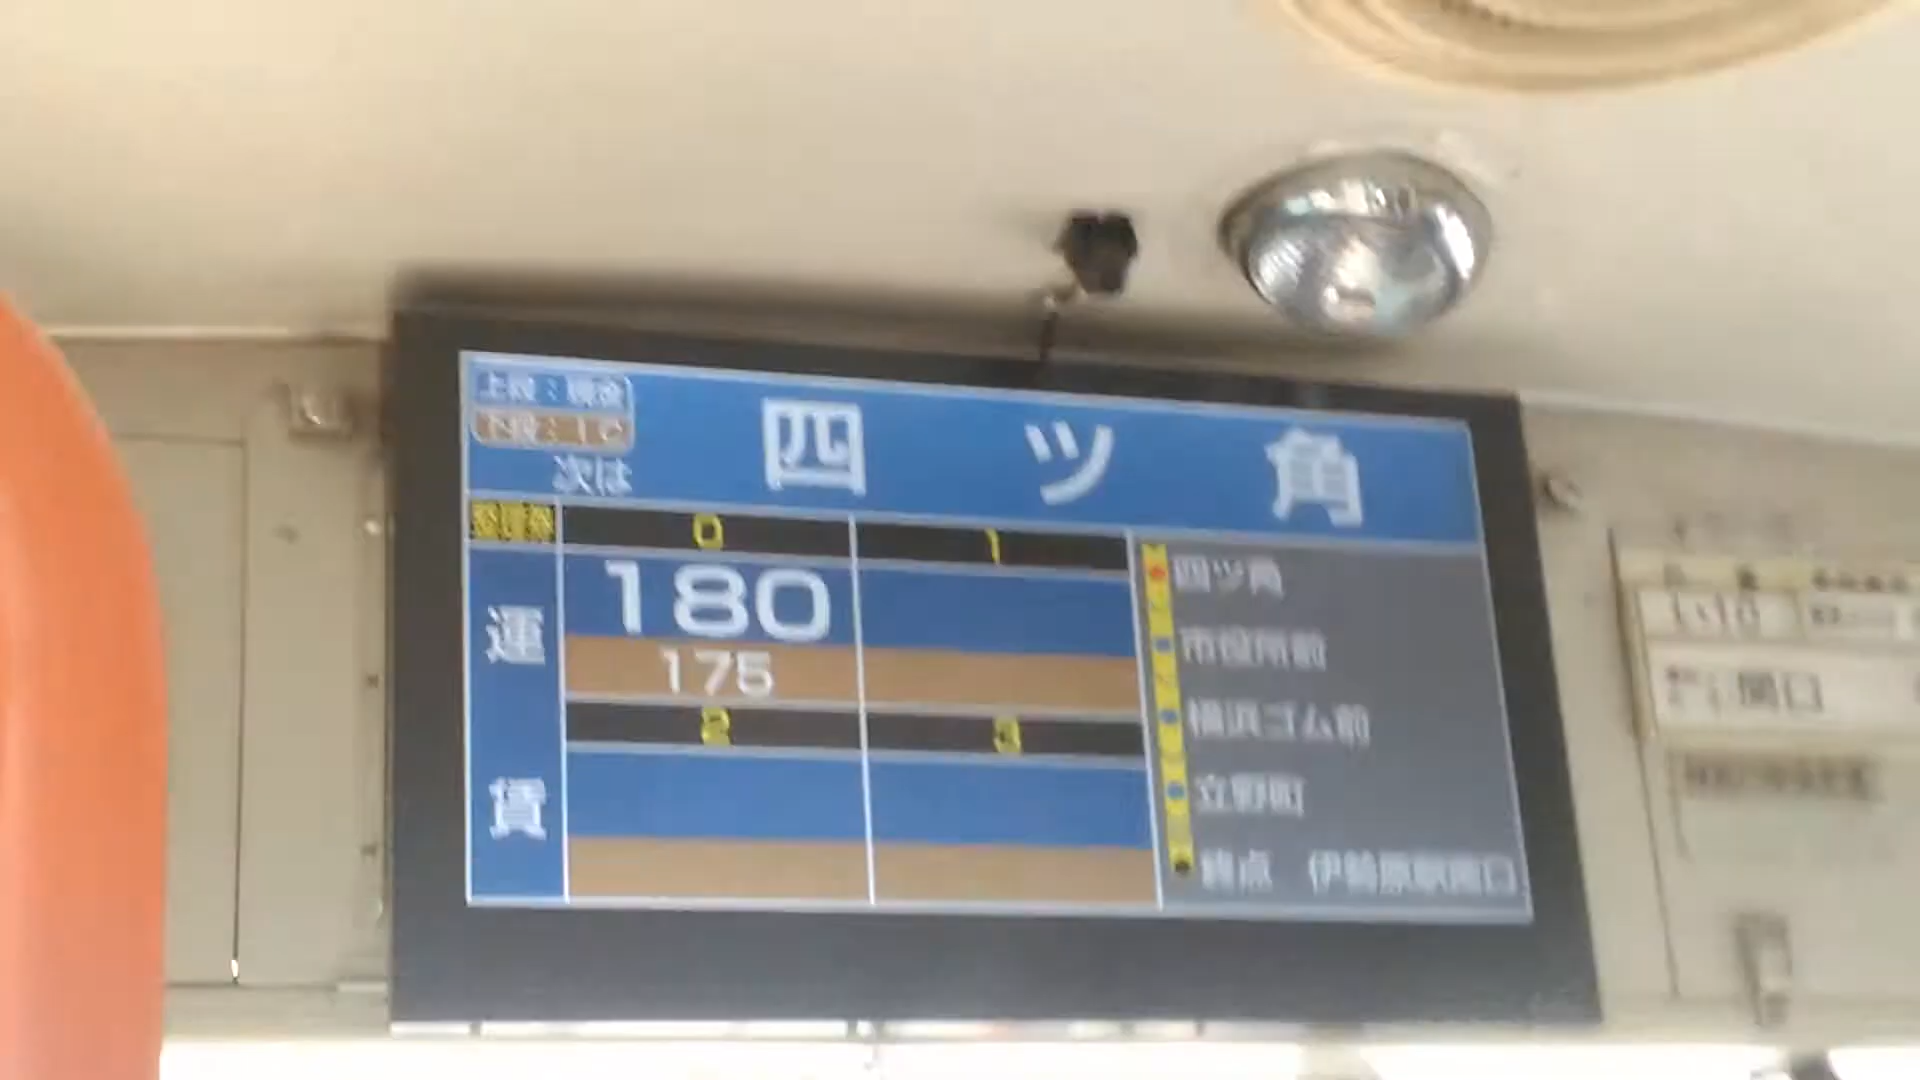 上段:現金
下段:IC
次は
四ツ角
0
1
運賃
180
175
2
3
四ツ角
市役所前
横浜ゴム前
立野町
終点 伊勢原駅南口
関口